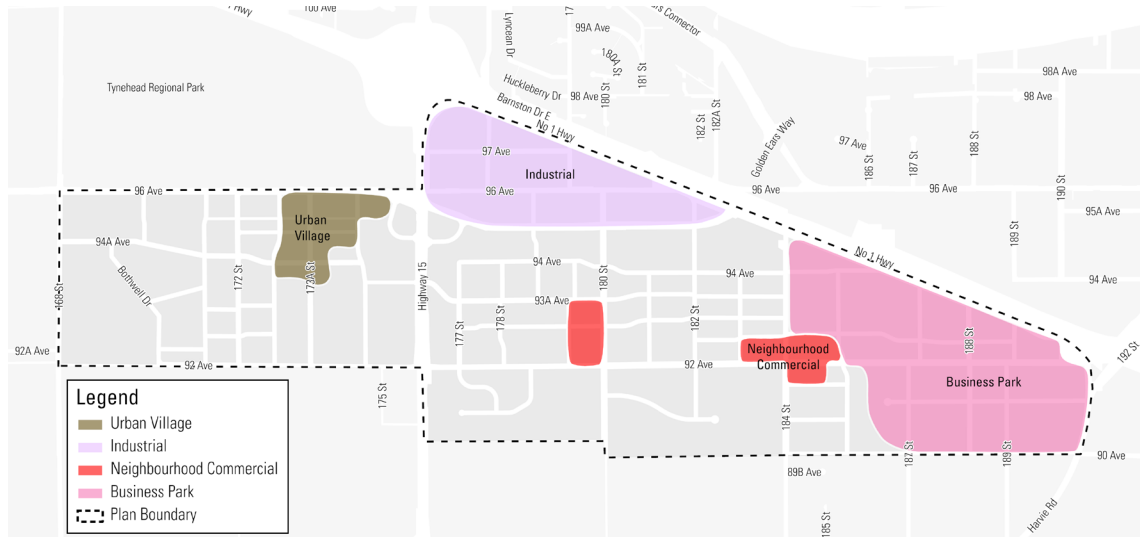 Hwy
100 Ave
17
s Connector
99A Ave
Lyncean Dr
180A St
181 St
98A Ave
Tynehead Regional Park
Huckleberry Dr
98 Ave
180 St
98 Ave
Barnston Dr E
No 1 Hwy
182 St
182A St
Golden Ears Way
97 Ave
97 Ave
186 St
187 St
188 St
Industrial
96 Ave
96 Ave
96 Ave
96 Ave
190 St
95A Ave
Urban
Village
189 St
94A Ave
No 1 Hwy
172 St
173A St
Highway 15
94 Ave
180 St
94 Ave
94 Ave
Bothwell Dr
168 St
93A Ave
177 St
178 St
182 St
188 St
192 St
92A Ave
92 Ave
92 Ave
Neighbourhood
Commercial
Business Park
175 St
184 St
187 St
189 St
90 Ave
89B Ave
185 St
Harvie Rd
Legend
Urban Village
Industrial
Neighbourhood Commercial
Business Park
Plan Boundary